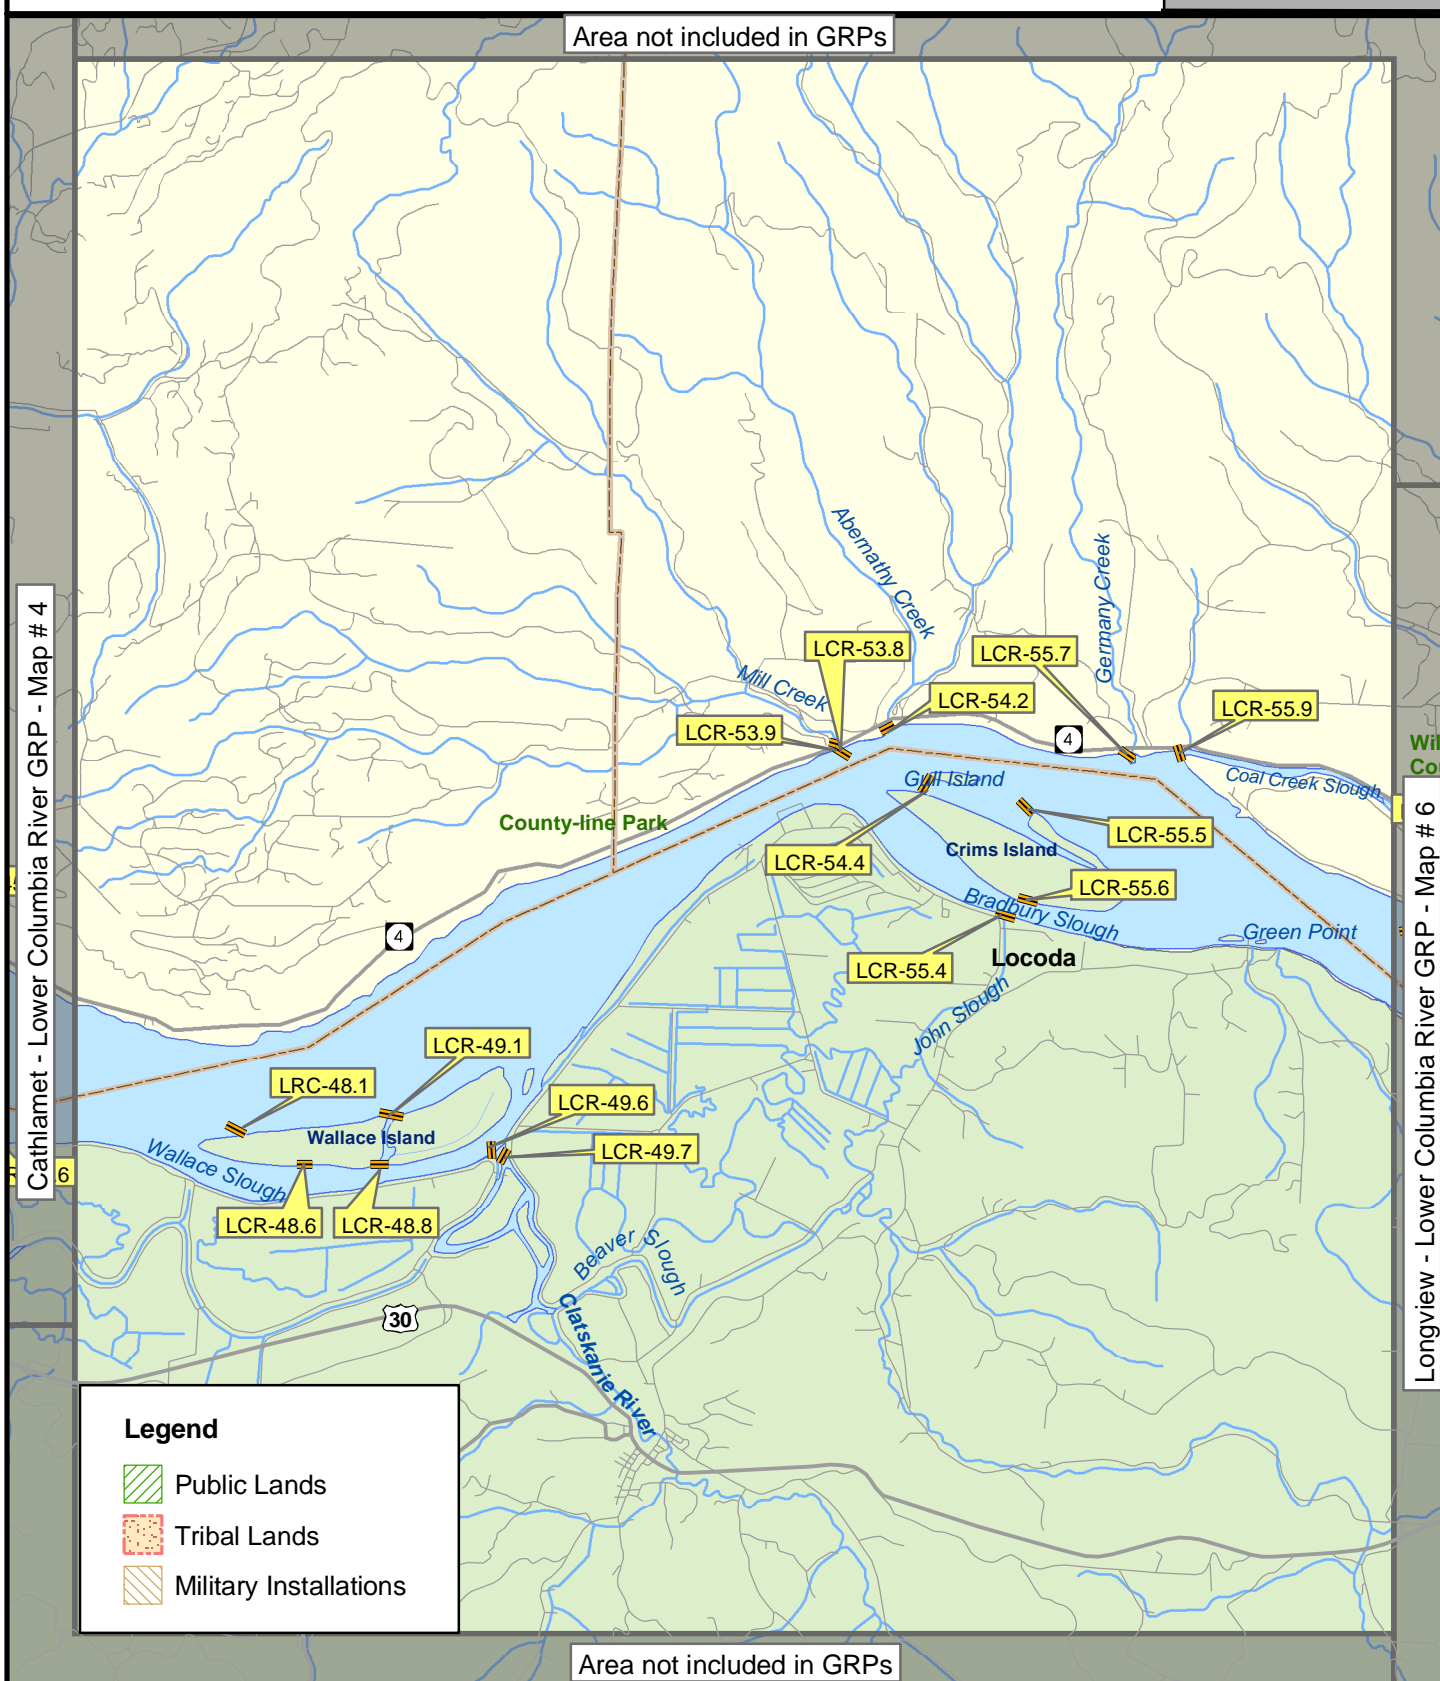 Area not included in GRPs
Cathlamet - Lower Columbia River GRP - Map # 4
Longview - Lower Columbia River GRP - Map # 6
Abernathy Creek
Germany Creek
LCR-53.8
LCR-55.7
Mill Creek
LCR-54.2
LCR-55.9
LCR-53.9
4
Wil
Co
Gull Island
Coal Creek Slough
County-line Park
LCR-55.5
Crims Island
LCR-54.4
LCR-55.6
Bradbury Slough
4
Green Point
Locoda
LCR-55.4
John Slough
LCR-49.1
LRC-48.1
LCR-49.6
Wallace Island
LCR-49.7
Wallace Slough
6
LCR-48.6
LCR-48.8
Beaver Slough
30
Clatskanie River
Legend
Public Lands
Tribal Lands
Military Installations
Area not included in GRPs